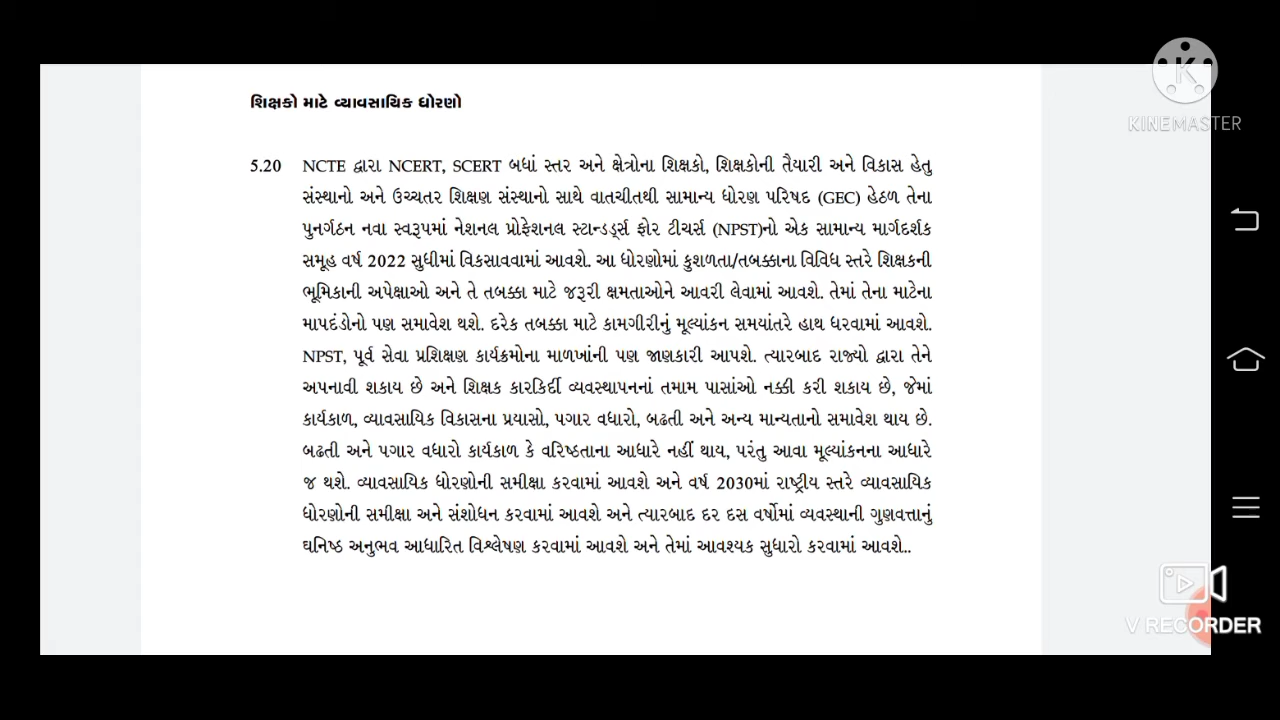 શિક્ષકો માટે વ્યાવસાયિક ધોરણો
5.20 NCTE દ્વારા NCERT, SCERT બધાં સ્તર અને ક્ષેત્રોના શિક્ષકો, શિક્ષકોની તૈયારી અને વિકાસ હેતુ
સંસ્થાનો અને ઉચ્ચતર શિક્ષણ સંસ્થાનો સાથે વાતચીતથી સામાન્ય ધોરણ પરિષદ (GEC) હેઠળ તેના
પુનર્ગઠન નવા સ્વરૂપમાં નેશનલ પ્રોફેશનલ સ્ટાન્ડર્ડ્સ ફોર ટીચર્સ (NPST)નો એક સામાન્ય માર્ગદર્શક
સમૂહ વર્ષ 2022 સુધીમાં વિકસાવવામાં આવશે. આ ધોરણોમાં કુશળતા/તબક્કાના વિવિધ સ્તરે શિક્ષકની
ભૂમિકાની અપેક્ષાઓ અને તે તબક્કા માટે જરૂરી ક્ષમતાઓને આવરી લેવામાં આવશે. તેમાં તેના માટેના
માપદંડોનો પણ સમાવેશ થશે. દરેક તબક્કા માટે કામગીરીનું મૂલ્યાંકન સમયાંતરે હાથ ધરવામાં આવશે.
NPST, પૂર્વ સેવા પ્રશિક્ષણ કાર્યક્રમોના માળખાંની પણ જાણકારી આપશે. ત્યારબાદ રાજ્યો દ્વારા તેને
અપનાવી શકાય છે અને શિક્ષક કારકિર્દી વ્યવસ્થાપનનાં તમામ પાસાંઓ નક્કી કરી શકાય છે, જેમાં
કાર્યકાળ, વ્યાવસાયિક વિકાસના પ્રયાસો, પગાર વધારો, બઢતી અને અન્ય માન્યતાનો સમાવેશ થાય છે.
બઢતી અને પગાર વધારો કાર્યકાળ કે વરિષ્ઠતાના આધારે નહીં થાય, પરંતુ આવા મૂલ્યાંકનના આધારે
જ થશે. વ્યાવસાયિક ધોરણોની સમીક્ષા કરવામાં આવશે અને વર્ષ 2030માં રાષ્ટ્રીય સ્તરે વ્યાવસાયિક
ધોરણોની સમીક્ષા અને સંશોધન કરવામાં આવશે અને ત્યારબાદ દર દસ વર્ષોમાં વ્યવસ્થાની ગુણવત્તાનું
ઘનિષ્ઠ અનુભવ આધારિત વિશ્લેષણ કરવામાં આવશે અને તેમાં આવશ્યક સુધારો કરવામાં આવશે..
K
KINEMASTER
V RECORDER